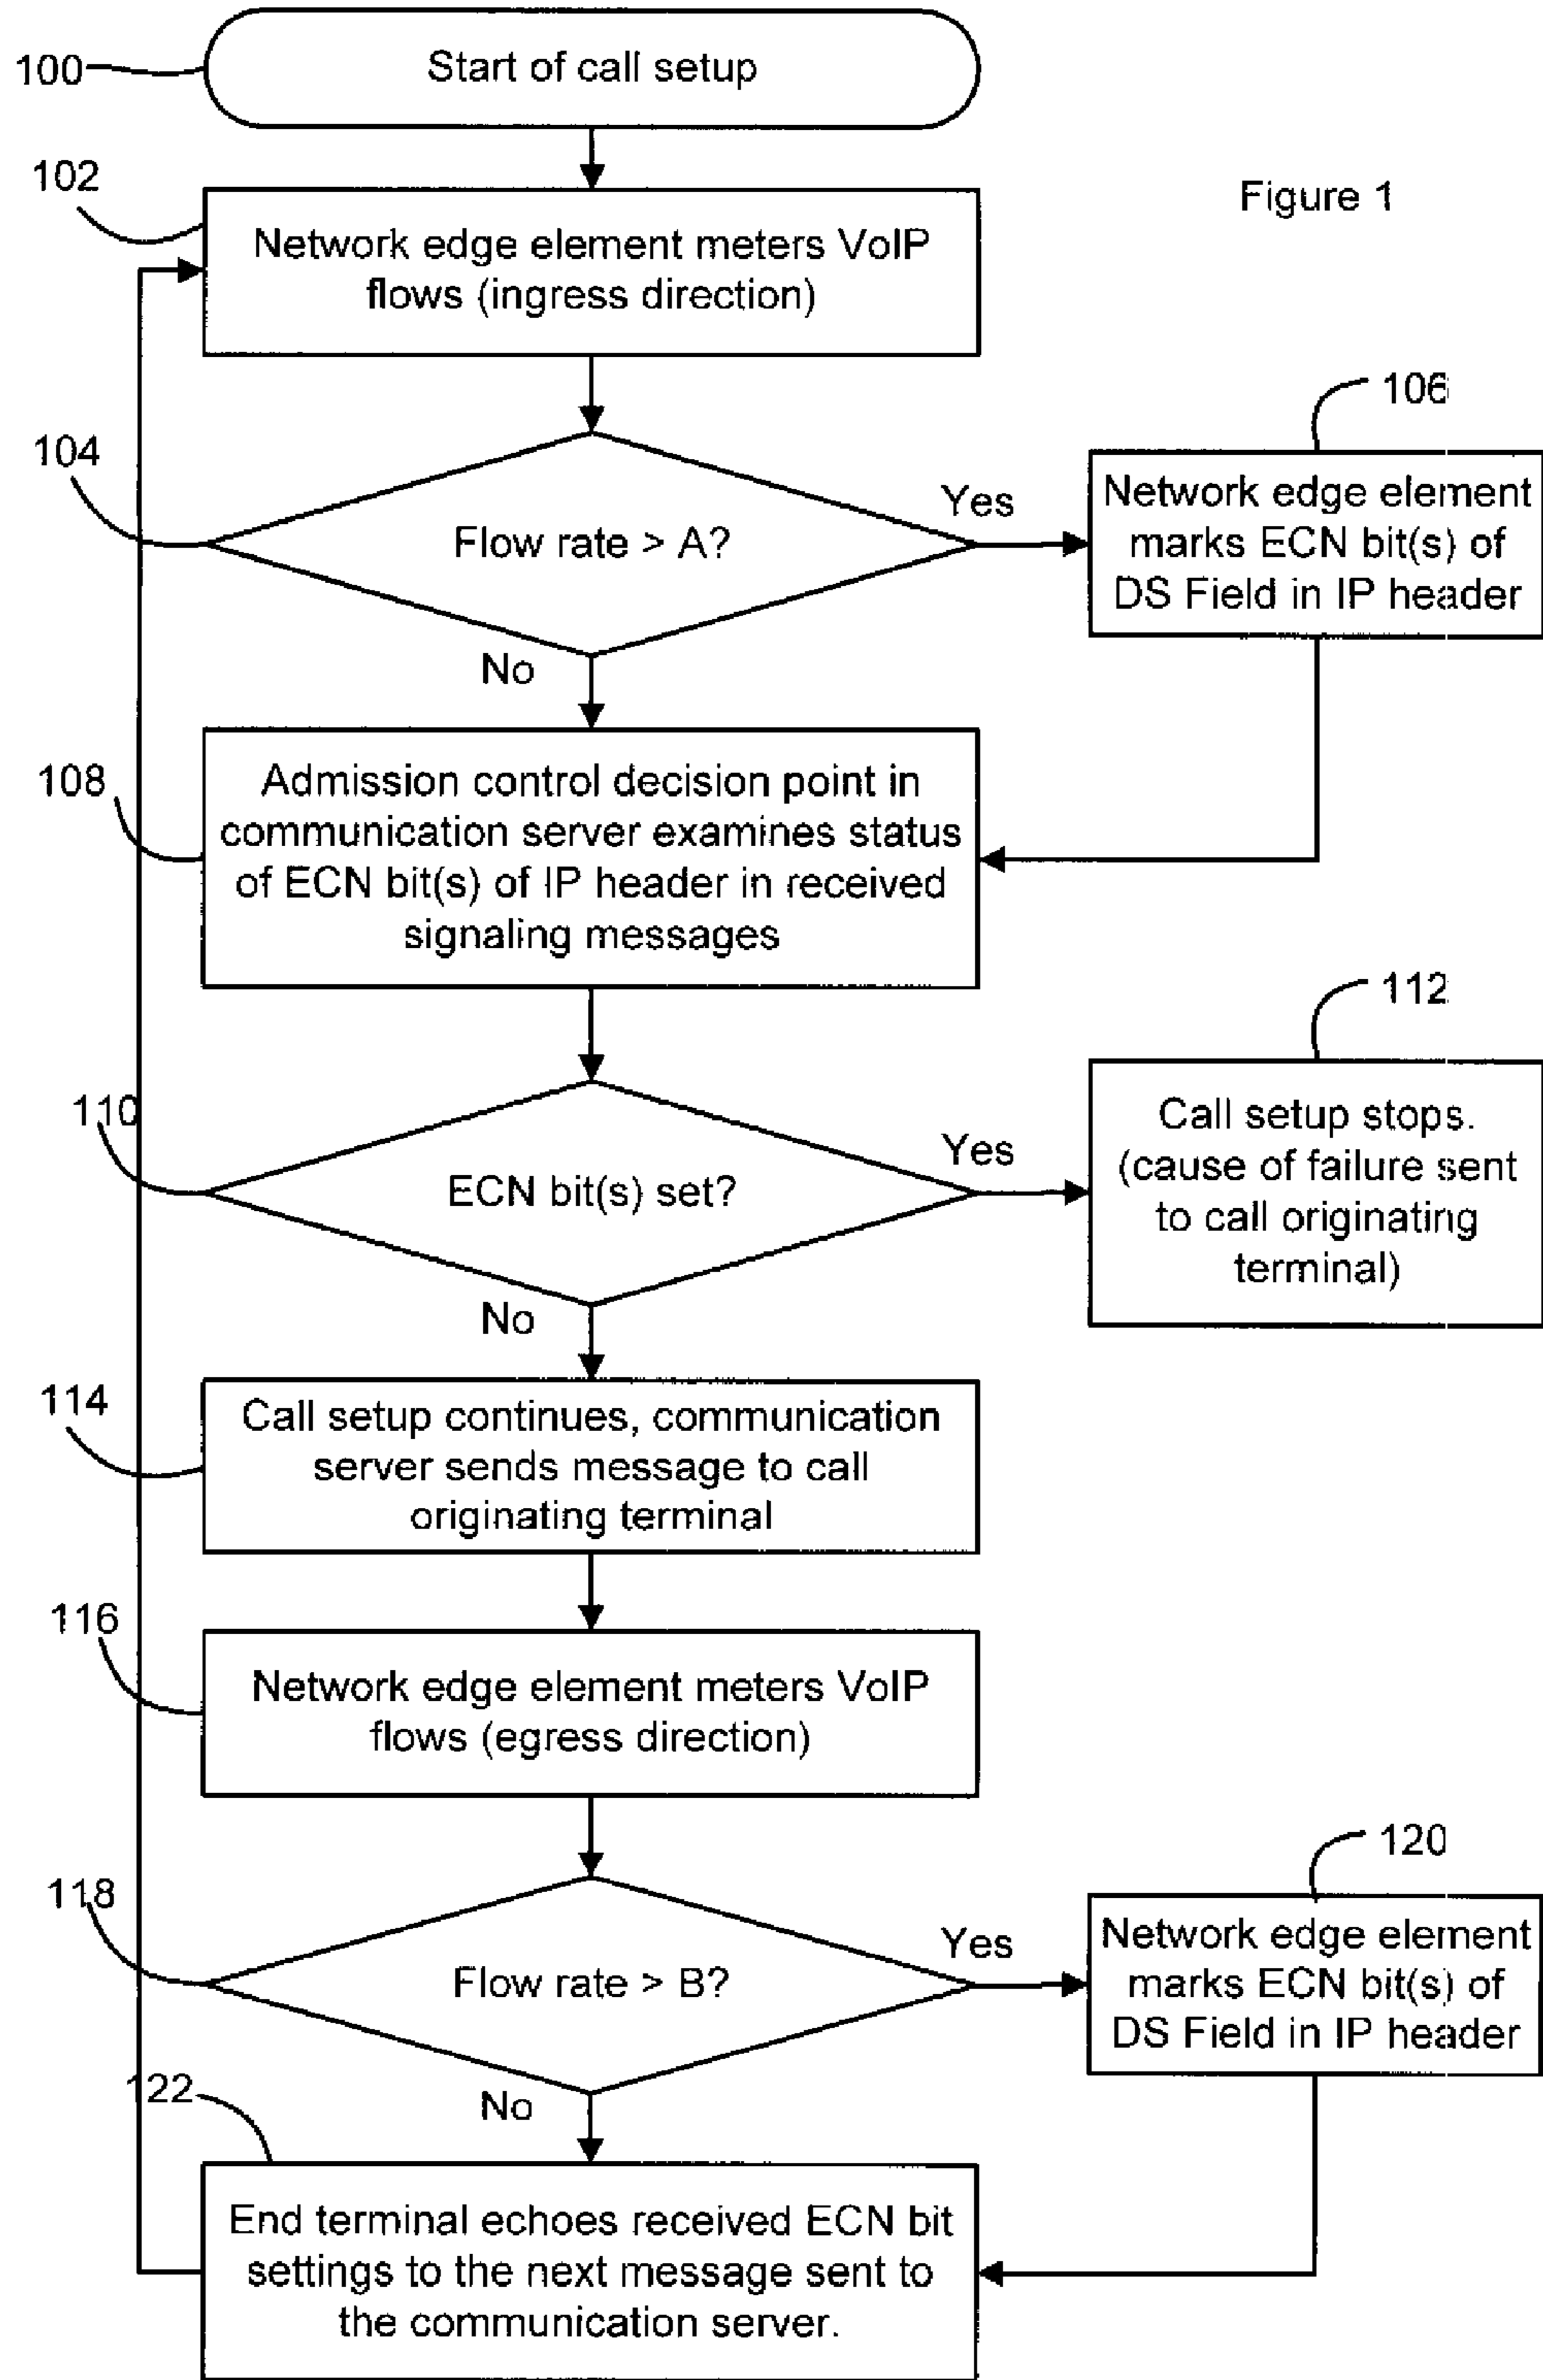 100
Start of call setup
102
Figure 1
Network edge element meters VoIP
flows (ingress direction)
104
Flow rate > A?
Yes
No
106
Network edge element
marks ECN bit(s) of
DS Field in IP header
108
Admission control decision point in
communication server examines status
of ECN bit(s) of IP header in received
signaling messages
110
ECN bit(s) set?
Yes
No
112
Call setup stops.
(cause of failure sent
to call originating
terminal)
114
Call setup continues, communication
server sends message to call
originating terminal
116
Network edge element meters VoIP
flows (egress direction)
118
Flow rate > B?
Yes
No
120
Network edge element
marks ECN bit(s) of
DS Field in IP header
122
End terminal echoes received ECN bit
settings to the next message sent to
the communication server.